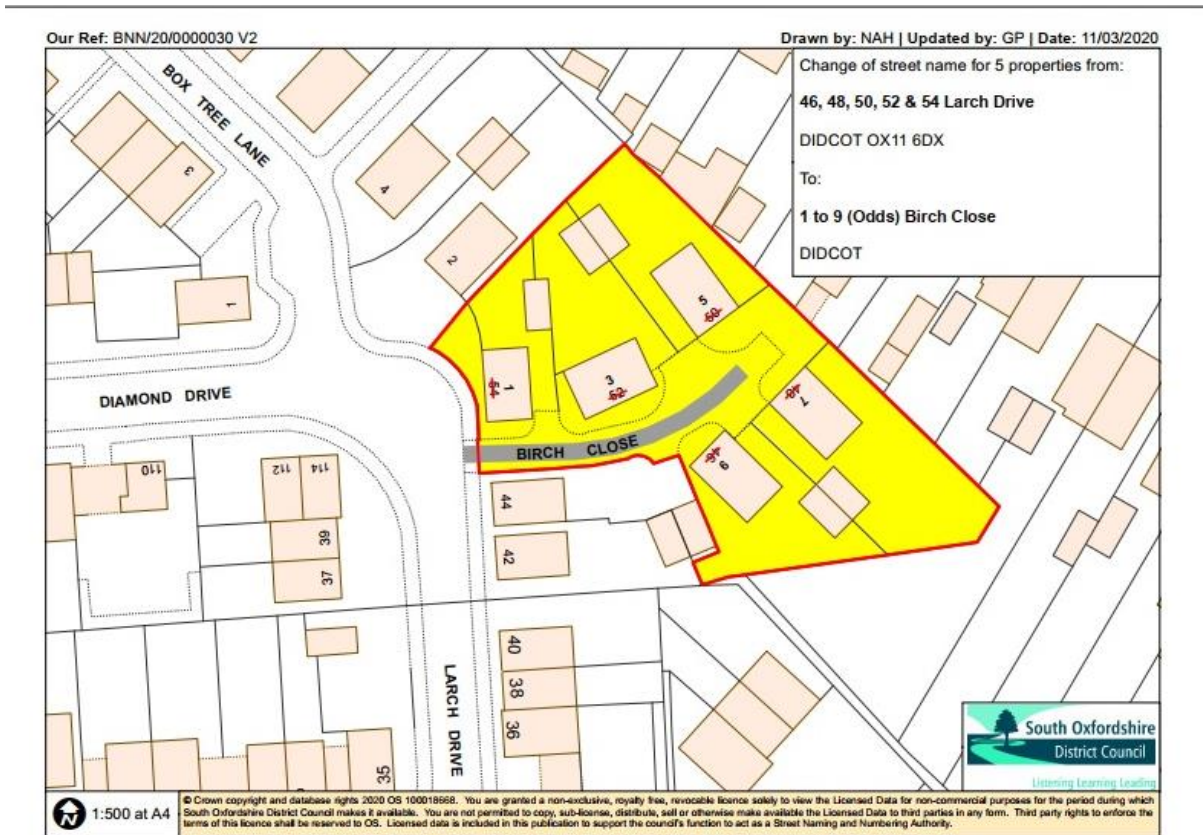 Our Ref: BNN/20/0000030 V2
Drawn by: NAH | Updated by: GP | Date: 11/03/2020
Change of street name for 5 properties from:
46, 48, 50, 52 & 54 Larch Drive
DIDCOT OX11 6DX
To:
1 to 9 (Odds) Birch Close
DIDCOT
BOX TREE LANE
3
4
2
1
5
50
1
54
3
52
7
48
DIAMOND DRIVE
BIRCH CLOSE
46
9
110
112
114
44
39
42
37
40
38
36
LARCH DRIVE
35
South Oxfordshire
District Council
Listening Learning Leading
N
1:500 at A4
© Crown copyright and database rights 2020 OS 100018668. You are granted a non-exclusive, royalty free, revocable licence solely to view the Licensed Data for non-commercial purposes for the period during which
South Oxfordshire District Council makes it available. You are not permitted to copy, sub-license, distribute, sell or otherwise make available the Licensed Data to third parties in any form. Third party rights to enforce the
terms of this licence shall be reserved to OS. Licensed data is included in this publication to support the council's function to act as a Street Naming and Numbering Authority.